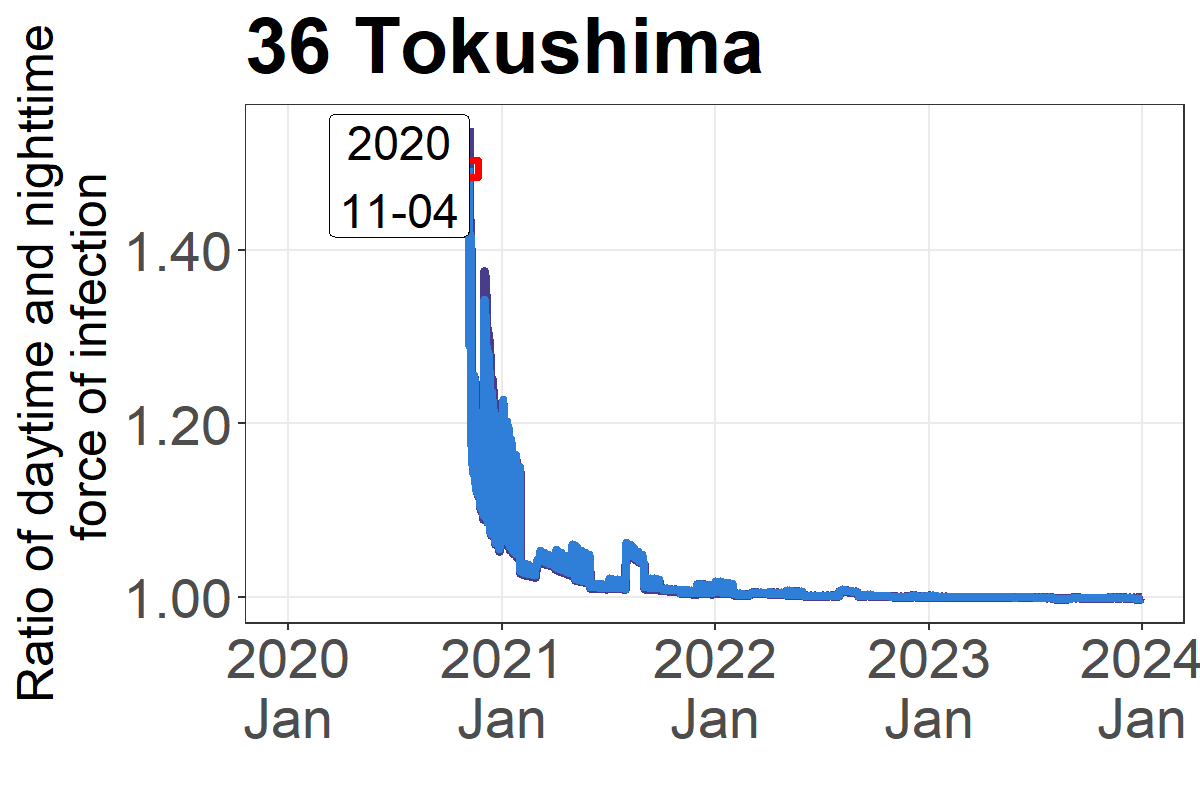 36 Tokushima
Ratio of daytime and nighttime
force of infection
2020
11-04
1.40
1.20
1.00
2020
Jan
2021
Jan
2022
Jan
2023
Jan
2024
Jan